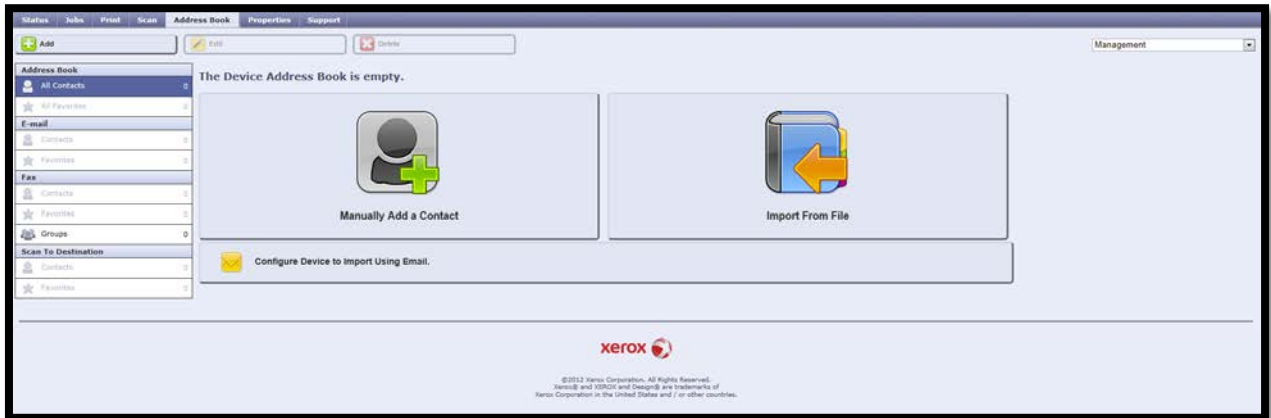 Status Jobs Print Scan Address Book Properties Support
Add Edit Delete Management
Address Book
All Contacts 0
All Favorites 0
E-mail
Contacts 0
Favorites 0
Fax
Contacts 0
Favorites 0
Groups 0
Scan To Destination
Contacts 0
Favorites 0
The Device Address Book is empty.
Manually Add a Contact
Import From File
Configure Device to Import Using Email.
xerox
©2012 Xerox Corporation. All Rights Reserved.
Xerox® and XEROX and Design® are trademarks of
Xerox Corporation in the United States and / or other countries.